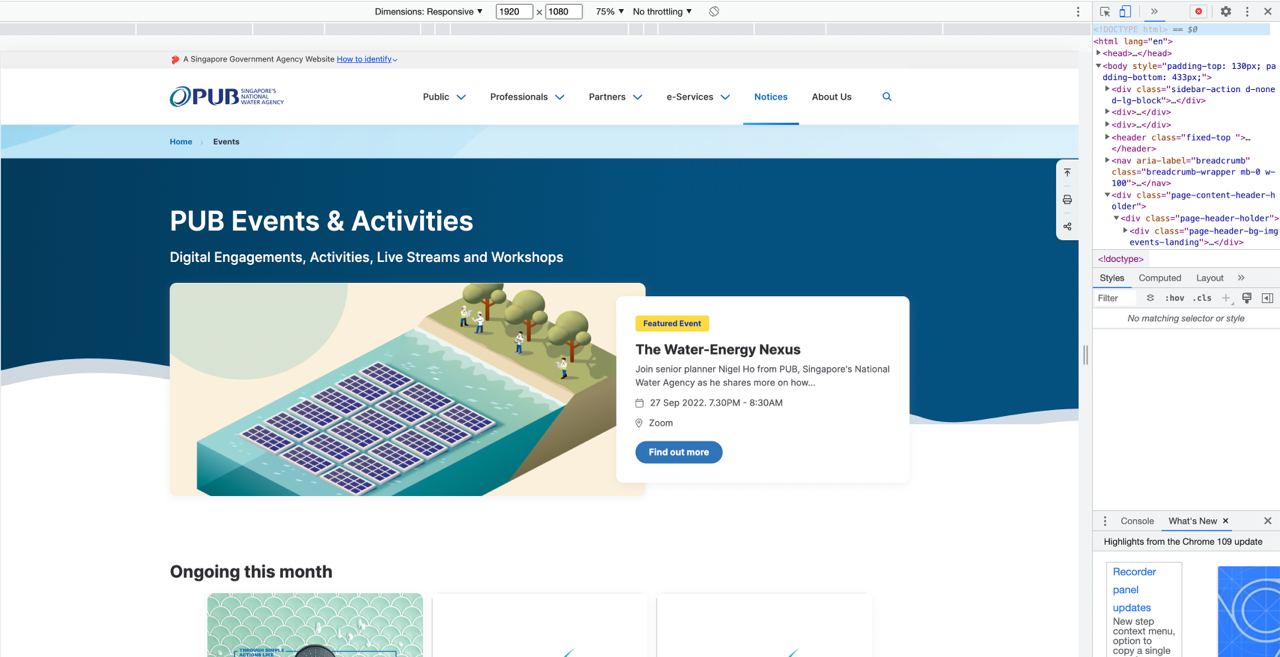 Dimensions: Responsive 1920 × 1080 75% No throttling
A Singapore Government Agency Website How to identify
PUB SINGAPORE'S
NATIONAL
WATER AGENCY
Public Professionals Partners e-Services Notices About Us
Home Events
PUB Events & Activities
Digital Engagements, Activities, Live Streams and Workshops
Featured Event
The Water-Energy Nexus
Join senior planner Nigel Ho from PUB, Singapore's National
Water Agency as he shares more on how...
27 Sep 2022. 7.30PM - 8:30AM
Zoom
Find out more
Ongoing this month
THROUGH SIMPLE
ACTIONS LIKE
<!DOCTYPE html> == $0
<html lang="en">
<head>…</head>
<body style="padding-top: 130px; pa
dding-bottom: 433px;">
<div class="sidebar-action d-none
d-lg-block">…</div>
<div>…</div>
<div>…</div>
<header class="fixed-top ">…
</header>
<nav aria-label="breadcrumb"
class="breadcrumb-wrapper mb-0 w-
100">…</nav>
<div class="page-content-header-h
older">
<div class="page-header-holder">
<div class="page-header-bg-img
events-landing">…</div>
<!doctype>
Styles Computed Layout »
Filter :hov .cls +
No matching selector or style
Console What's New ×
Highlights from the Chrome 109 update
Recorder
panel
updates
New step
context menu,
option to
copy a single